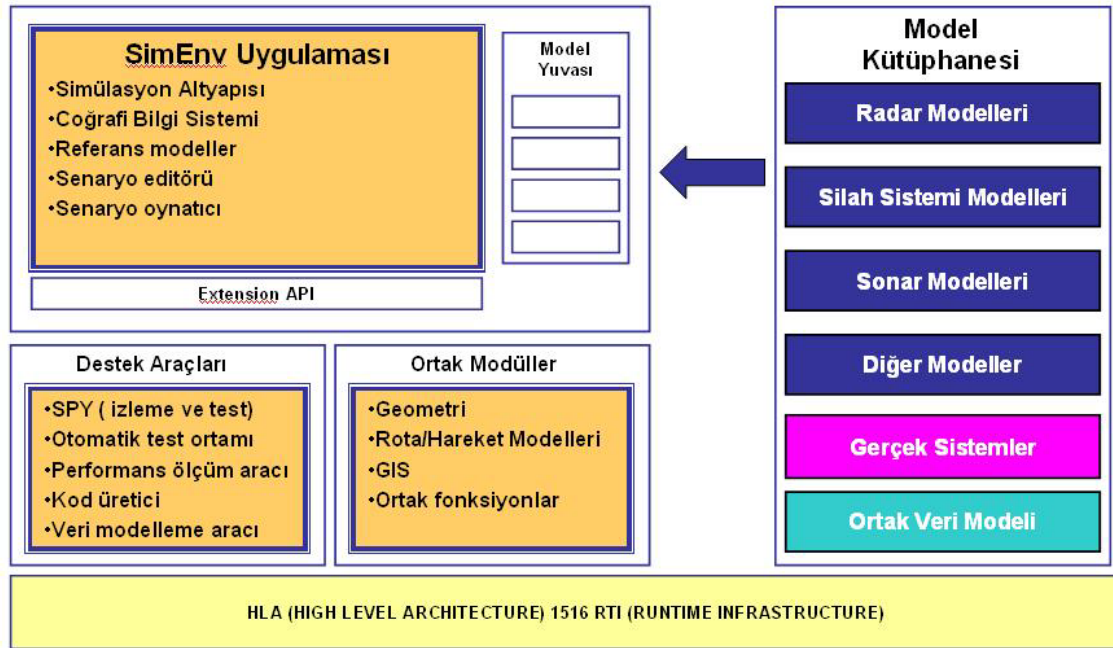 SimEnv Uygulaması
•Simülasyon Altyapısı
•Coğrafi Bilgi Sistemi
•Referans modeller
•Senaryo editörü
•Senaryo oynatıcı
Extension API
Model
Yuvası
Model
Kütüphanesi
Radar Modelleri
Silah Sistemi Modelleri
Sonar Modelleri
Diğer Modeller
Gerçek Sistemler
Ortak Veri Modeli
Destek Araçları
•SPY ( izleme ve test)
•Otomatik test ortamı
•Performans ölçüm aracı
•Kod üretici
•Veri modelleme aracı
Ortak Modüller
•Geometri
•Rota/Hareket Modelleri
•GIS
•Ortak fonksiyonlar
HLA (HIGH LEVEL ARCHITECTURE) 1516 RTI (RUNTIME INFRASTRUCTURE)